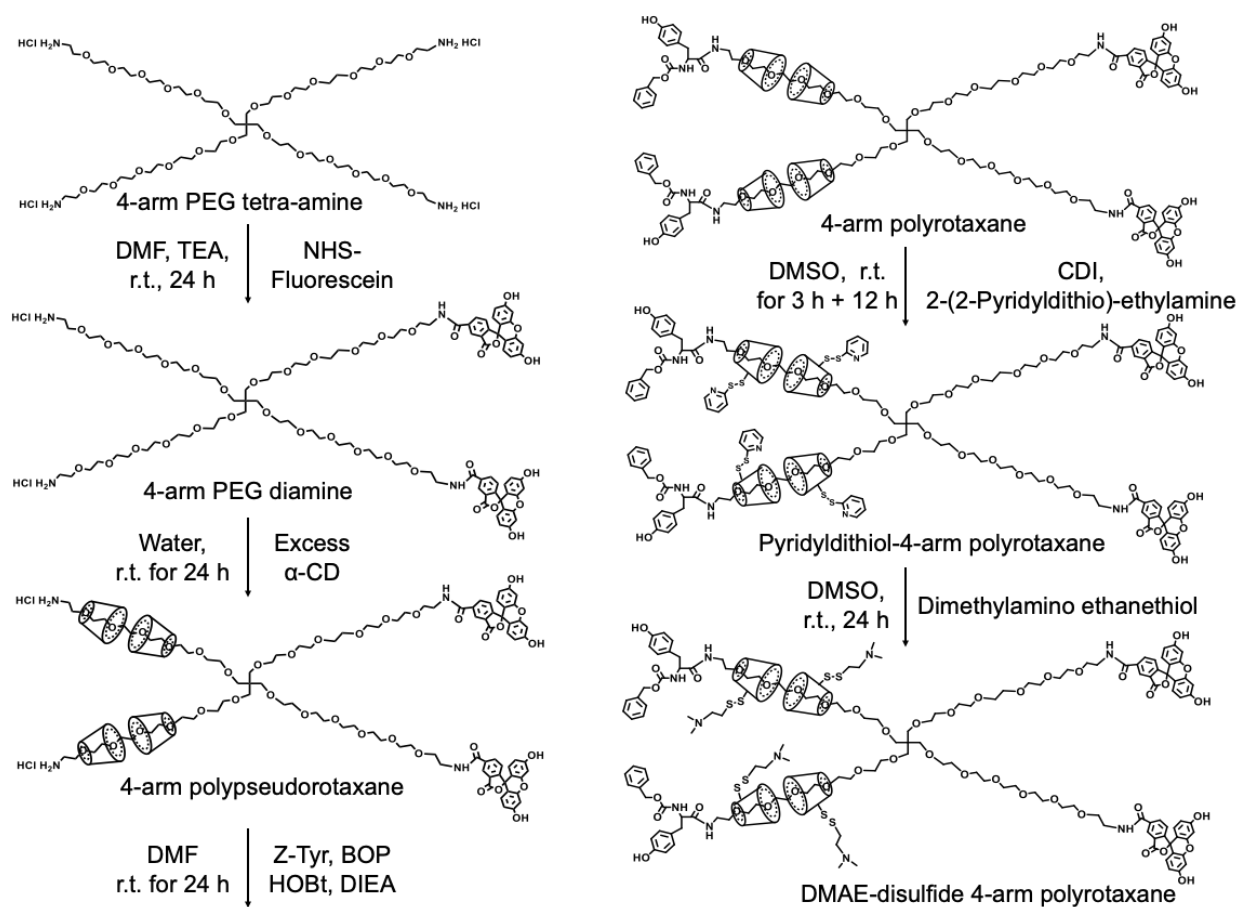 HCl H₂N
NH₂ HCl
HCl H₂N
NH₂ HCl
4-arm PEG tetra-amine
DMF, TEA,
r.t., 24 h
NHS-
Fluorescein
HCl H₂N
HCl H₂N
4-arm PEG diamine
Water,
r.t. for 24 h
Excess
α-CD
HCl H₂N
HCl H₂N
4-arm polypseudorotaxane
DMF
r.t. for 24 h
Z-Tyr, BOP
HOBt, DIEA
4-arm polyrotaxane
DMSO, r.t.
for 3 h + 12 h
CDI,
2-(2-Pyridyldithio)-ethylamine
Pyridyldithiol-4-arm polyrotaxane
DMSO,
r.t., 24 h
Dimethylamino ethanethiol
DMAE-disulfide 4-arm polyrotaxane